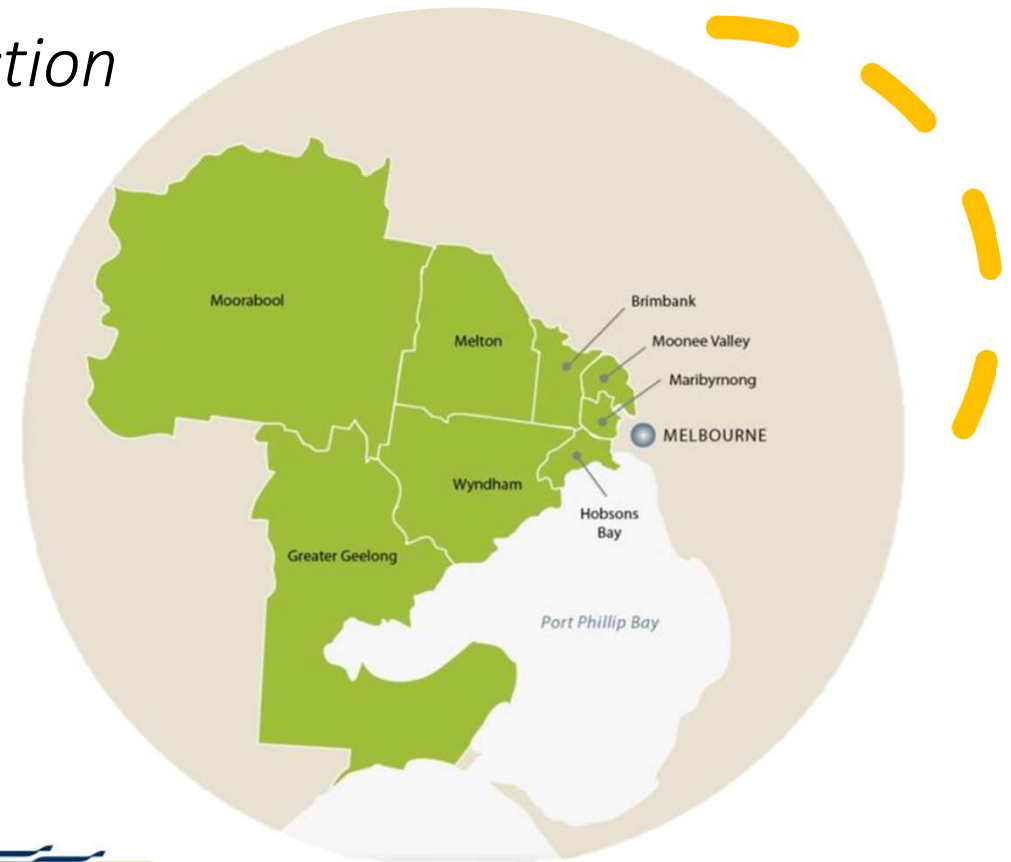 ction
Moorabool
Brimbank
Melton
Moonee Valley
Maribyrnong
MELBOURNE
Wyndham
Hobsons
Bay
Greater Geelong
Port Phillip Bay